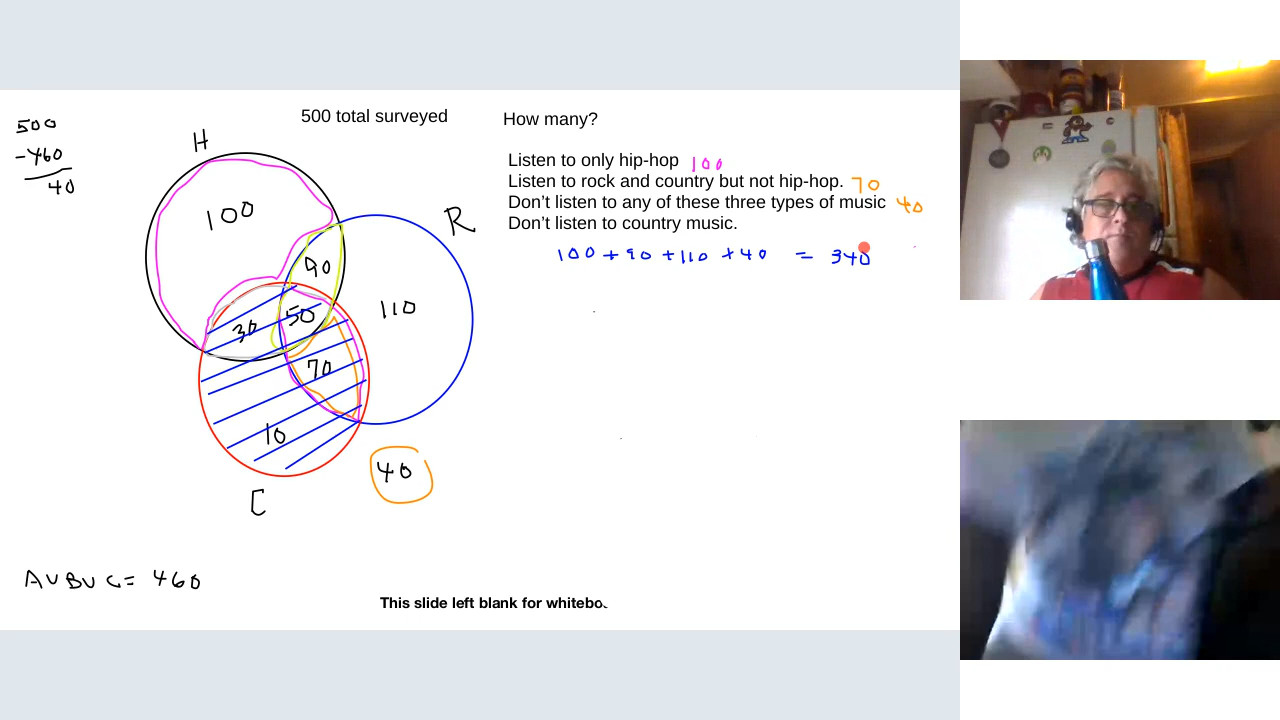 500 total surveyed
How many?
500
-460
40
H
Listen to only hip-hop 100
Listen to rock and country but not hip-hop. 70
Don't listen to any of these three types of music 40
Don't listen to country music.
100 + 90 + 110 + 40 = 340
100
R
90
110
30
50
70
10
40
C
A∪B∪C= 460
This slide left blank for whitebo